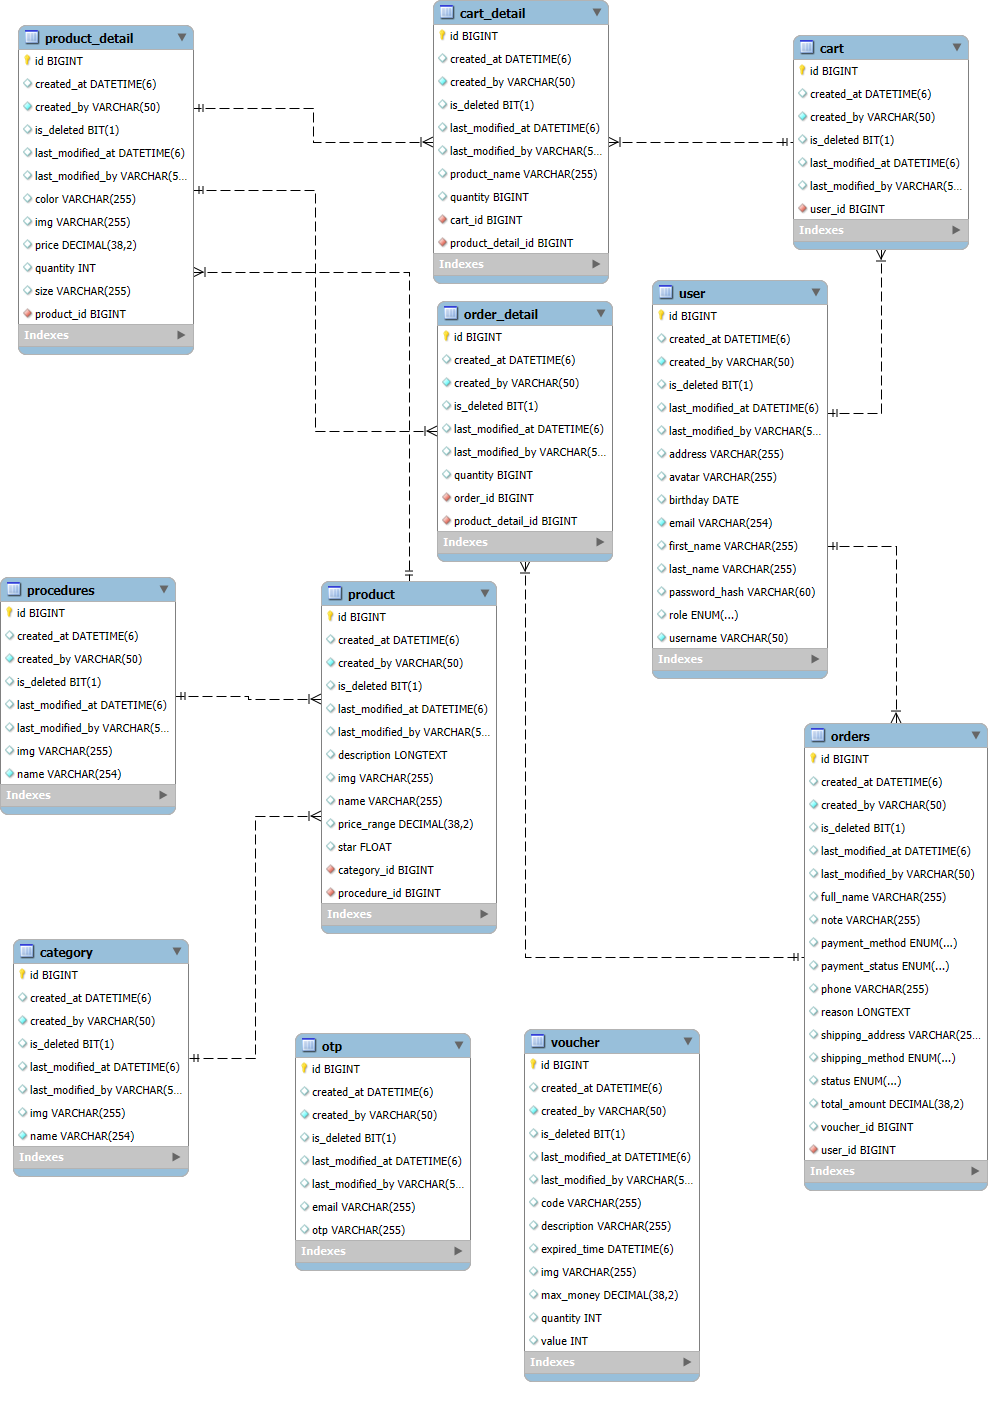 product_detail
id BIGINT
created_at DATETIME(6)
created_by VARCHAR(50)
is_deleted BIT(1)
last_modified_at DATETIME(6)
last_modified_by VARCHAR(5...
color VARCHAR(255)
img VARCHAR(255)
price DECIMAL(38,2)
quantity INT
size VARCHAR(255)
product_id BIGINT
Indexes
cart_detail
id BIGINT
created_at DATETIME(6)
created_by VARCHAR(50)
is_deleted BIT(1)
last_modified_at DATETIME(6)
last_modified_by VARCHAR(5...
product_name VARCHAR(255)
quantity BIGINT
cart_id BIGINT
product_detail_id BIGINT
Indexes
cart
id BIGINT
created_at DATETIME(6)
created_by VARCHAR(50)
is_deleted BIT(1)
last_modified_at DATETIME(6)
last_modified_by VARCHAR(5...
user_id BIGINT
Indexes
order_detail
id BIGINT
created_at DATETIME(6)
created_by VARCHAR(50)
is_deleted BIT(1)
last_modified_at DATETIME(6)
last_modified_by VARCHAR(5...
quantity BIGINT
order_id BIGINT
product_detail_id BIGINT
Indexes
user
id BIGINT
created_at DATETIME(6)
created_by VARCHAR(50)
is_deleted BIT(1)
last_modified_at DATETIME(6)
last_modified_by VARCHAR(5...
address VARCHAR(255)
avatar VARCHAR(255)
birthday DATE
email VARCHAR(254)
first_name VARCHAR(255)
last_name VARCHAR(255)
password_hash VARCHAR(60)
role ENUM(...)
username VARCHAR(50)
Indexes
procedures
id BIGINT
created_at DATETIME(6)
created_by VARCHAR(50)
is_deleted BIT(1)
last_modified_at DATETIME(6)
last_modified_by VARCHAR(5...
img VARCHAR(255)
name VARCHAR(254)
Indexes
product
id BIGINT
created_at DATETIME(6)
created_by VARCHAR(50)
is_deleted BIT(1)
last_modified_at DATETIME(6)
last_modified_by VARCHAR(5...
description LONGTEXT
img VARCHAR(255)
name VARCHAR(255)
price_range DECIMAL(38,2)
star FLOAT
category_id BIGINT
procedure_id BIGINT
Indexes
orders
id BIGINT
created_at DATETIME(6)
created_by VARCHAR(50)
is_deleted BIT(1)
last_modified_at DATETIME(6)
last_modified_by VARCHAR(50)
full_name VARCHAR(255)
note VARCHAR(255)
payment_method ENUM(...)
payment_status ENUM(...)
phone VARCHAR(255)
reason LONGTEXT
shipping_address VARCHAR(25...
shipping_method ENUM(...)
status ENUM(...)
total_amount DECIMAL(38,2)
voucher_id BIGINT
user_id BIGINT
Indexes
category
id BIGINT
created_at DATETIME(6)
created_by VARCHAR(50)
is_deleted BIT(1)
last_modified_at DATETIME(6)
last_modified_by VARCHAR(5...
img VARCHAR(255)
name VARCHAR(254)
Indexes
otp
id BIGINT
created_at DATETIME(6)
created_by VARCHAR(50)
is_deleted BIT(1)
last_modified_at DATETIME(6)
last_modified_by VARCHAR(5...
email VARCHAR(255)
otp VARCHAR(255)
Indexes
voucher
id BIGINT
created_at DATETIME(6)
created_by VARCHAR(50)
is_deleted BIT(1)
last_modified_at DATETIME(6)
last_modified_by VARCHAR(5...
code VARCHAR(255)
description VARCHAR(255)
expired_time DATETIME(6)
img VARCHAR(255)
max_money DECIMAL(38,2)
quantity INT
value INT
Indexes